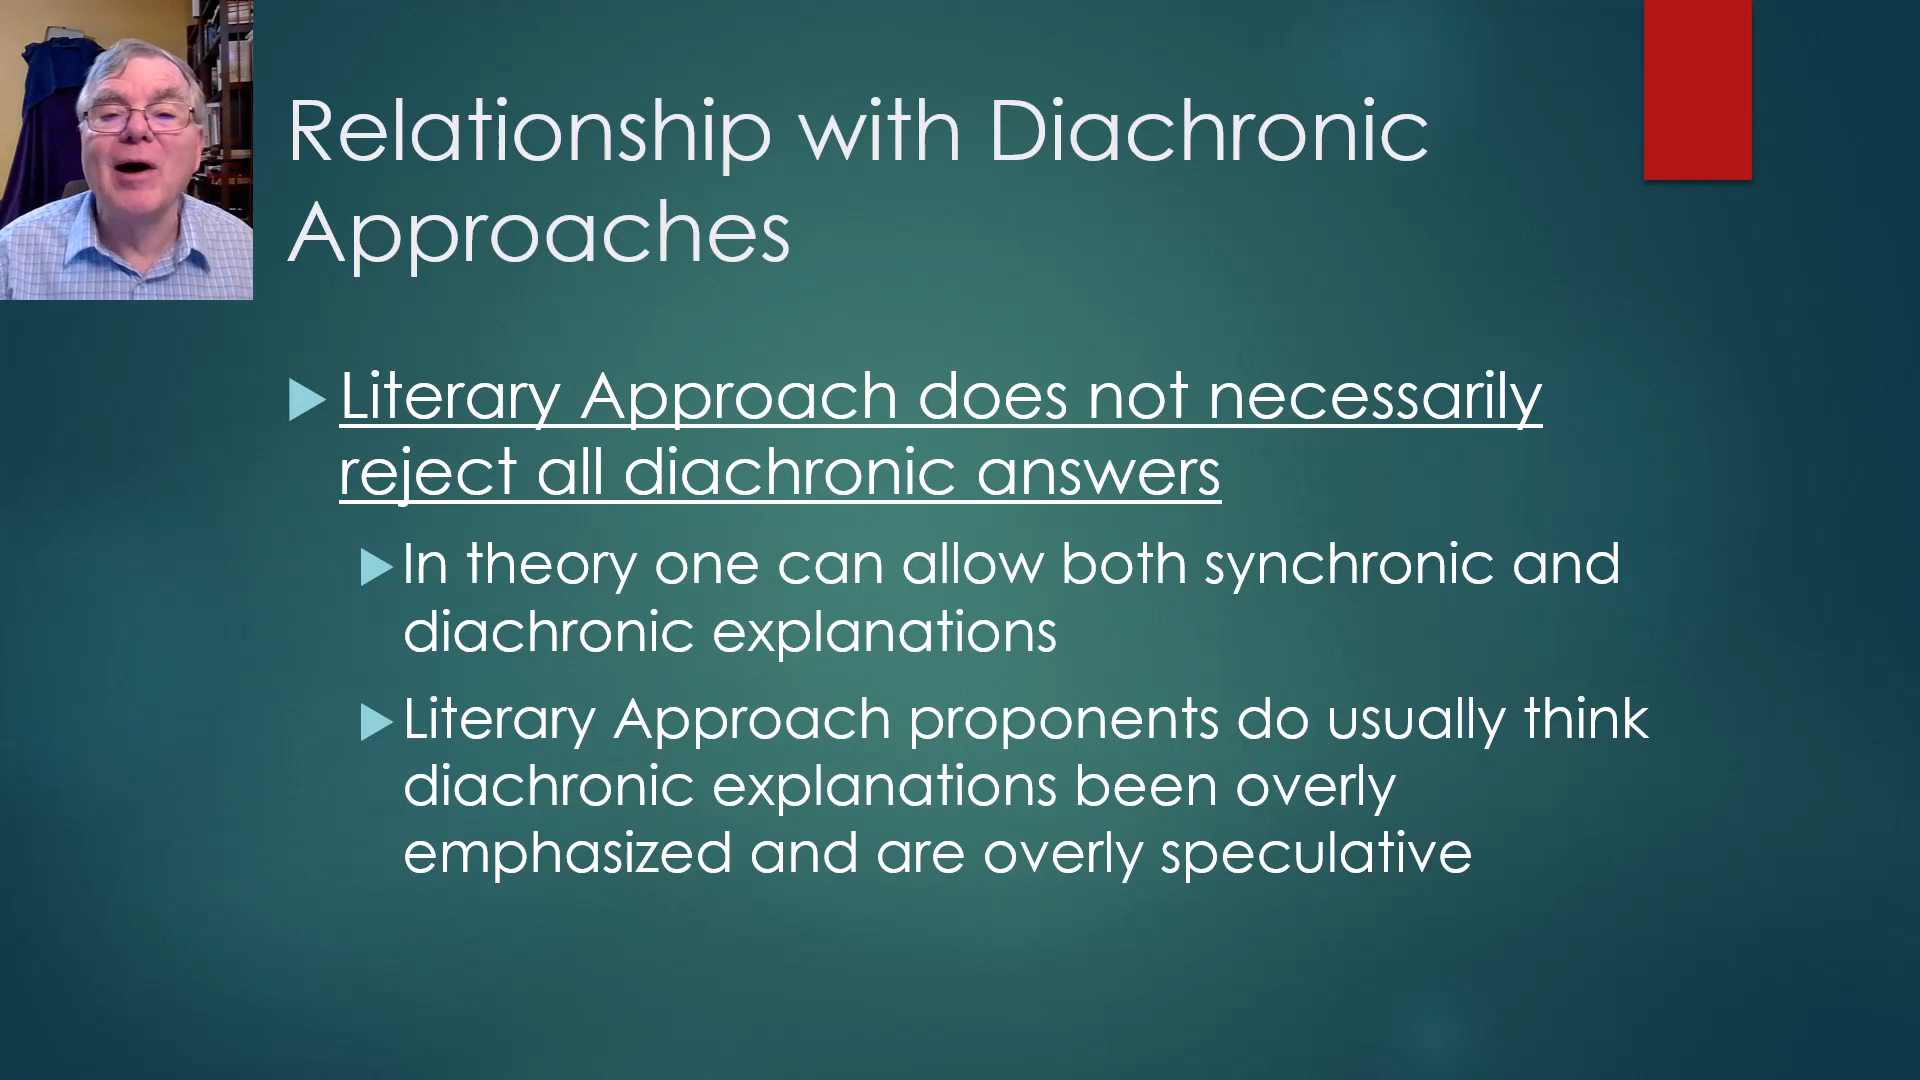 Relationship with Diachronic
Approaches
Literary Approach does not necessarily
reject all diachronic answers
In theory one can allow both synchronic and
diachronic explanations
Literary Approach proponents do usually think
diachronic explanations been overly
emphasized and are overly speculative